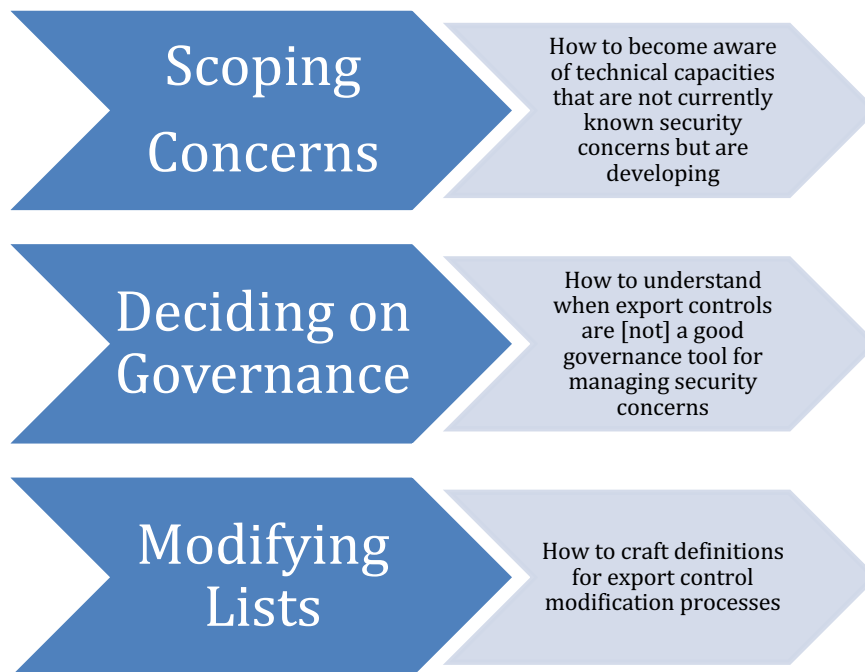 Scoping
Concerns
How to become aware
of technical capacities
that are not currently
known security
concerns but are
developing
Deciding on
Governance
How to understand
when export controls
are [not] a good
governance tool for
managing security
concerns
Modifying
Lists
How to craft definitions
for export control
modification processes